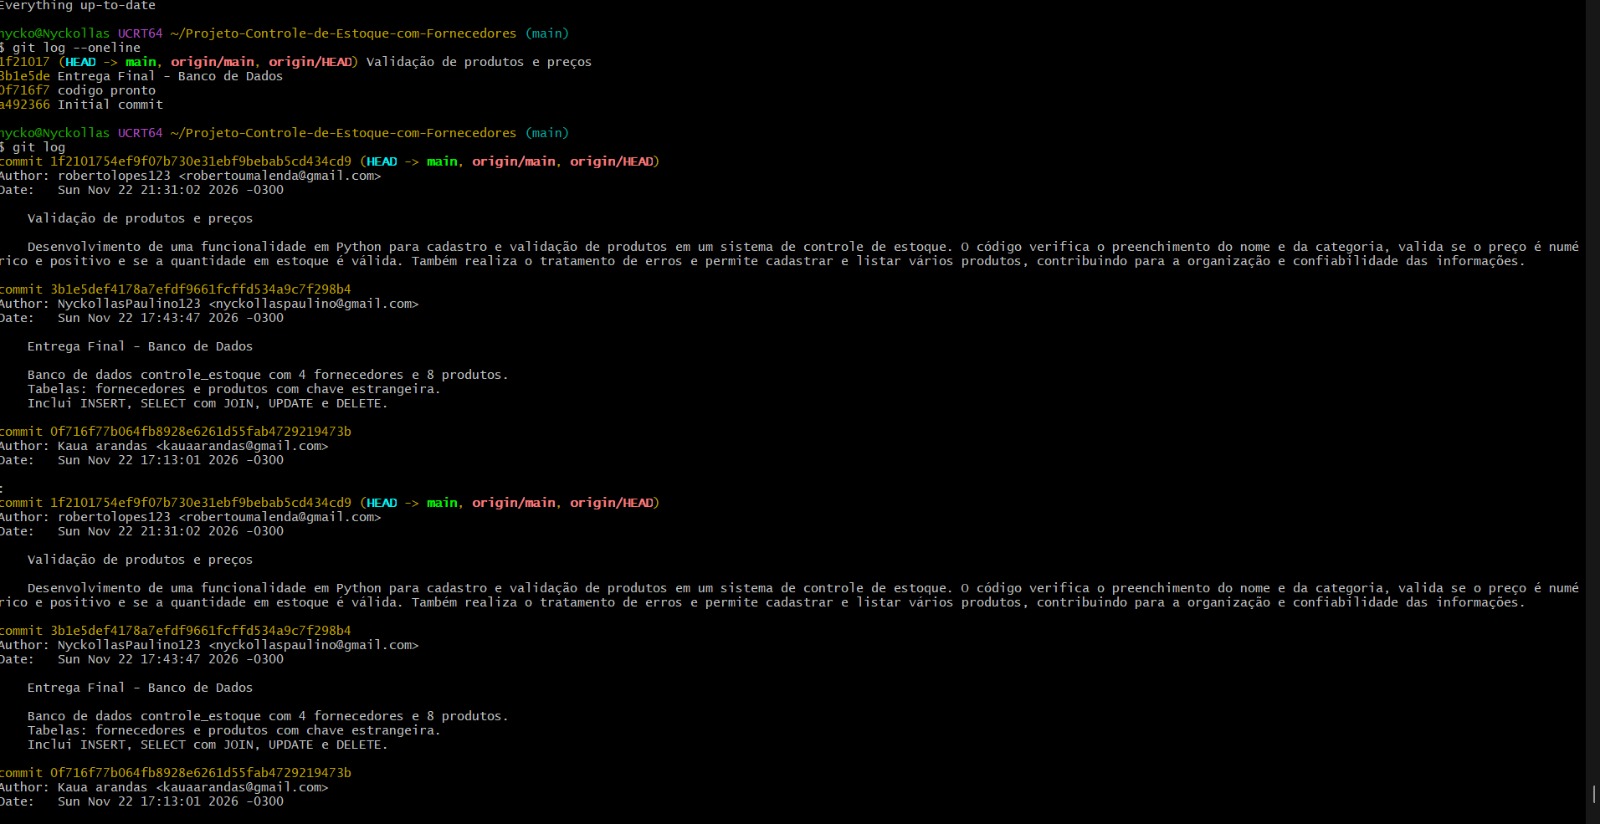 Everything up-to-date
nycko@Nyckollas UCRT64 ~/Projeto-Controle-de-Estoque-com-Fornecedores (main)
$ git log --oneline
1f21017 (HEAD -> main, origin/main, origin/HEAD) Validação de produtos e preços
3b1e5de Entrega Final - Banco de Dados
0f716f7 codigo pronto
a492366 Initial commit
nycko@Nyckollas UCRT64 ~/Projeto-Controle-de-Estoque-com-Fornecedores (main)
$ git log
commit 1f2101754ef9f07b730e31ebf9bebab5cd434cd9 (HEAD -> main, origin/main, origin/HEAD)
Author: robertolopes123 <robertoumalenda@gmail.com>
Date:   Sun Nov 22 21:31:02 2026 -0300
Validação de produtos e preços
Desenvolvimento de uma funcionalidade em Python para cadastro e validação de produtos em um sistema de controle de estoque. O código verifica o preenchimento do nome e da categoria, valida se o preço é numé
rico e positivo e se a quantidade em estoque é válida. Também realiza o tratamento de erros e permite cadastrar e listar vários produtos, contribuindo para a organização e confiabilidade das informações.
commit 3b1e5def4178a7efdf9661fcffd534a9c7f298b4
Author: NyckollasPaulino123 <nyckollaspaulino@gmail.com>
Date:   Sun Nov 22 17:43:47 2026 -0300
Entrega Final - Banco de Dados
Banco de dados controle_estoque com 4 fornecedores e 8 produtos.
Tabelas: fornecedores e produtos com chave estrangeira.
Inclui INSERT, SELECT com JOIN, UPDATE e DELETE.
commit 0f716f77b064fb8928e6261d55fab4729219473b
Author: Kaua arandas <kauaarandas@gmail.com>
Date:   Sun Nov 22 17:13:01 2026 -0300
:
commit 1f2101754ef9f07b730e31ebf9bebab5cd434cd9 (HEAD -> main, origin/main, origin/HEAD)
Author: robertolopes123 <robertoumalenda@gmail.com>
Date:   Sun Nov 22 21:31:02 2026 -0300
Validação de produtos e preços
Desenvolvimento de uma funcionalidade em Python para cadastro e validação de produtos em um sistema de controle de estoque. O código verifica o preenchimento do nome e da categoria, valida se o preço é numé
rico e positivo e se a quantidade em estoque é válida. Também realiza o tratamento de erros e permite cadastrar e listar vários produtos, contribuindo para a organização e confiabilidade das informações.
commit 3b1e5def4178a7efdf9661fcffd534a9c7f298b4
Author: NyckollasPaulino123 <nyckollaspaulino@gmail.com>
Date:   Sun Nov 22 17:43:47 2026 -0300
Entrega Final - Banco de Dados
Banco de dados controle_estoque com 4 fornecedores e 8 produtos.
Tabelas: fornecedores e produtos com chave estrangeira.
Inclui INSERT, SELECT com JOIN, UPDATE e DELETE.
commit 0f716f77b064fb8928e6261d55fab4729219473b
Author: Kaua arandas <kauaarandas@gmail.com>
Date:   Sun Nov 22 17:13:01 2026 -0300